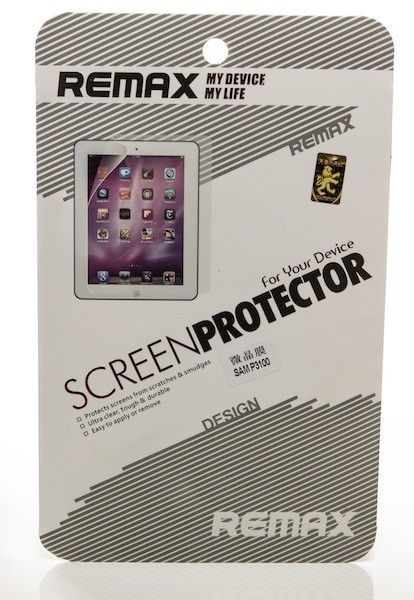 REMAX
MY DEVICE
MY LIFE
REMAX
For Your Device
SCREENPROTECTOR
Protects screens from scratches & smudges
Ultra clear, tough & durable
Easy to apply or remove
微晶膜
SAM P3100
DESIGN
REMAX